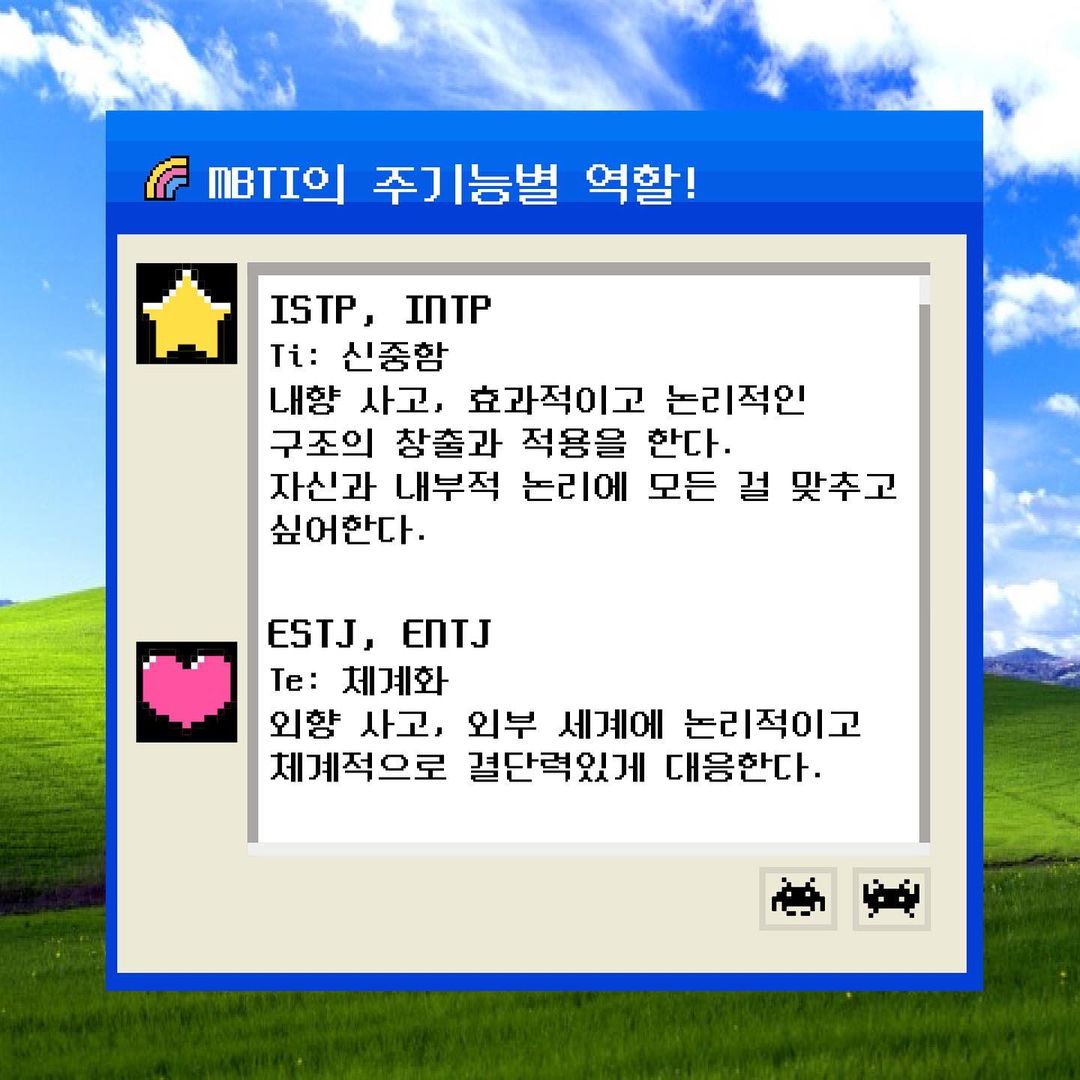 MBTI의 주기능별 역할!
ISTP, INTP
Ti: 신중함
내향 사고, 효과적이고 논리적인
구조의 창출과 적용을 한다.
자신과 내부적 논리에 모든 걸 맞추고
싶어한다.
ESTJ, ENTJ
Te: 체계화
외향 사고, 외부 세계에 논리적이고
체계적으로 결단력있게 대응한다.